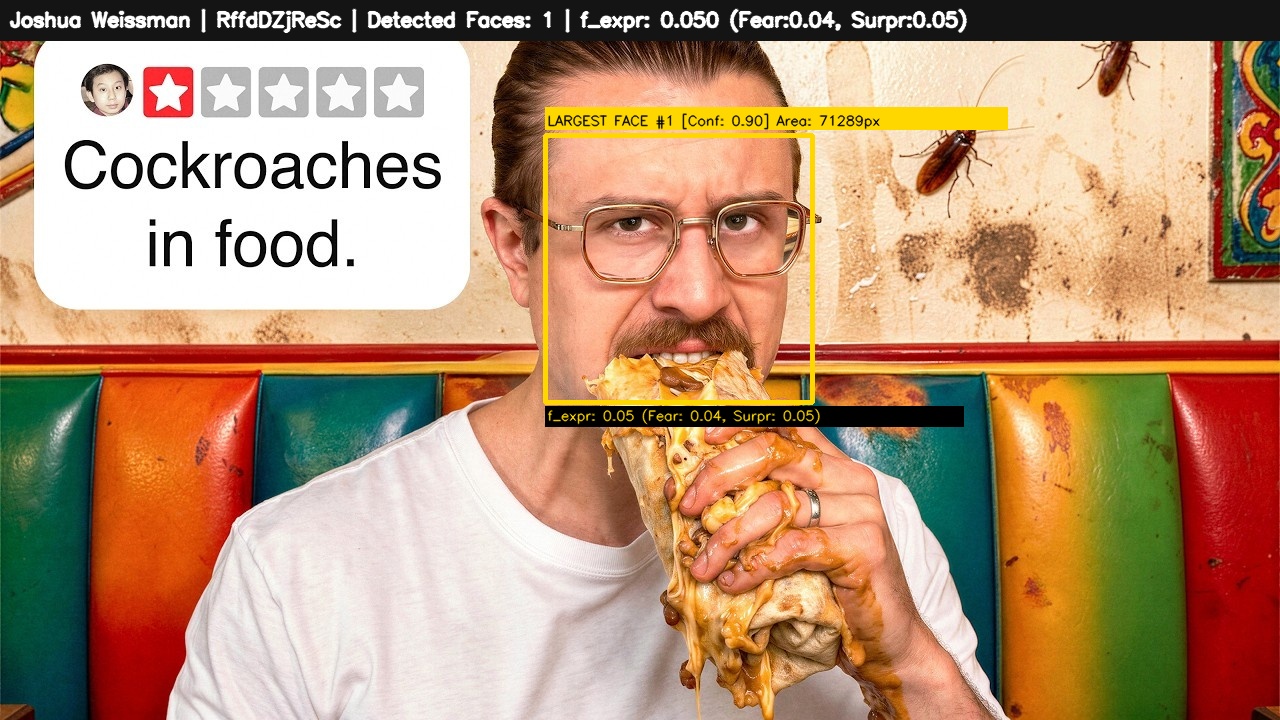 Joshua Weissman | RffdDZjReSc | Detected Faces: 1 | f_expr: 0.050 (Fear:0.04, Surpr:0.05)
LARGEST FACE #1 [Conf: 0.90] Area: 71289px
Cockroaches
in food.
f_expr: 0.05 (Fear: 0.04, Surpr: 0.05)